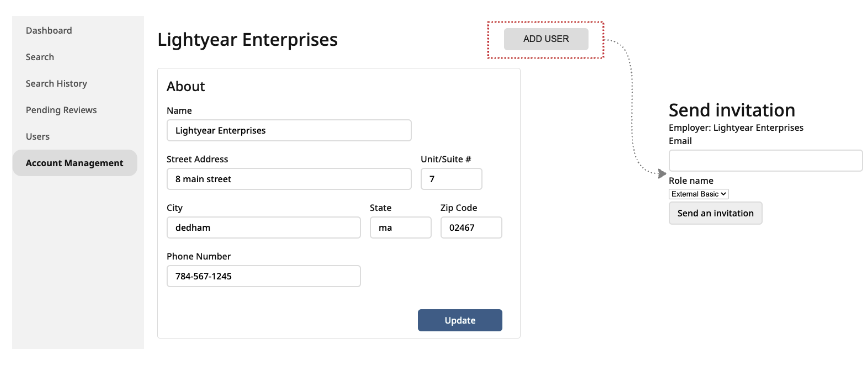 Dashboard
Search
Search History
Pending Reviews
Users
Account Management
Lightyear Enterprises
ADD USER
About
Name
Lightyear Enterprises
Street Address
Unit/Suite #
8 main street
7
City
State
Zip Code
dedham
ma
02467
Phone Number
784-567-1245
Update
Send invitation
Employer: Lightyear Enterprises
Email
Role name
External Basic
Send an invitation